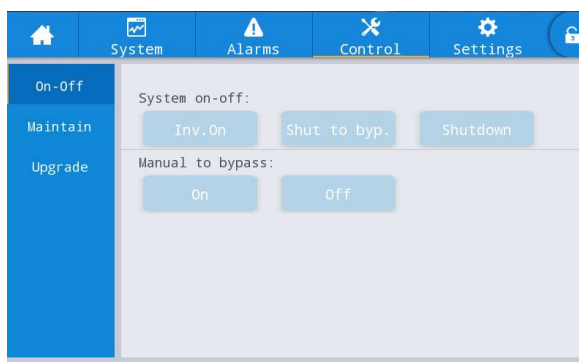 System
Alarms
Control
Settings
On-Off
Maintain
Upgrade
System on-off:
Inv.On
Shut to byp.
Shutdown
Manual to bypass:
On
Off